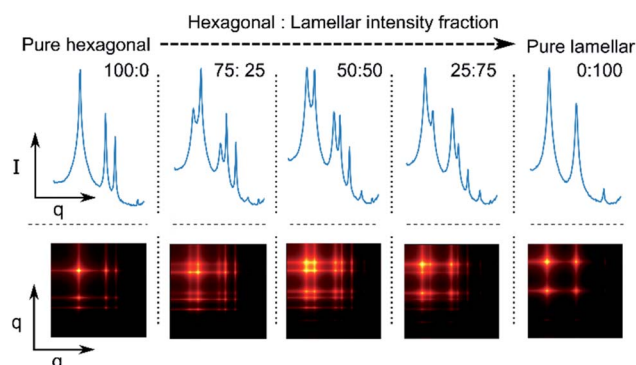 Hexagonal : Lamellar intensity fraction
Pure hexagonal
Pure lamellar
100:0
75: 25
50:50
25:75
0:100
I
q
q
q